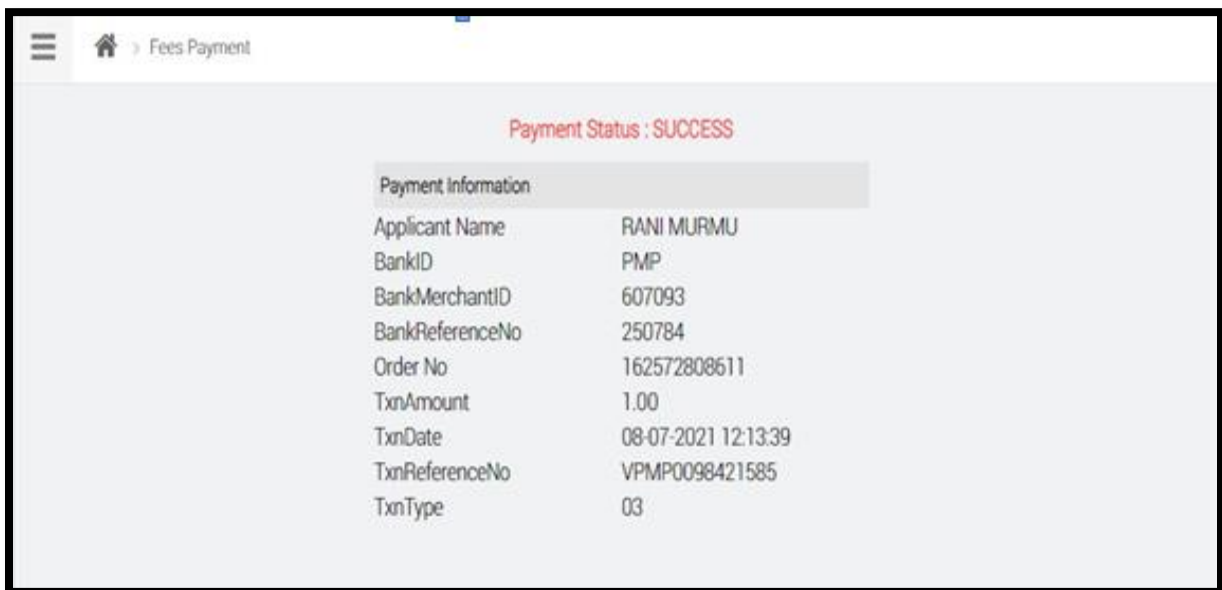 > Fees Payment
Payment Status : SUCCESS
Payment Information
Applicant Name RANI MURMU
BankID PMP
BankMerchantID 607093
BankReferenceNo 250784
Order No 162572808611
TxnAmount 1.00
TxnDate 08-07-2021 12:13:39
TxnReferenceNo VPMP0098421585
TxnType 03